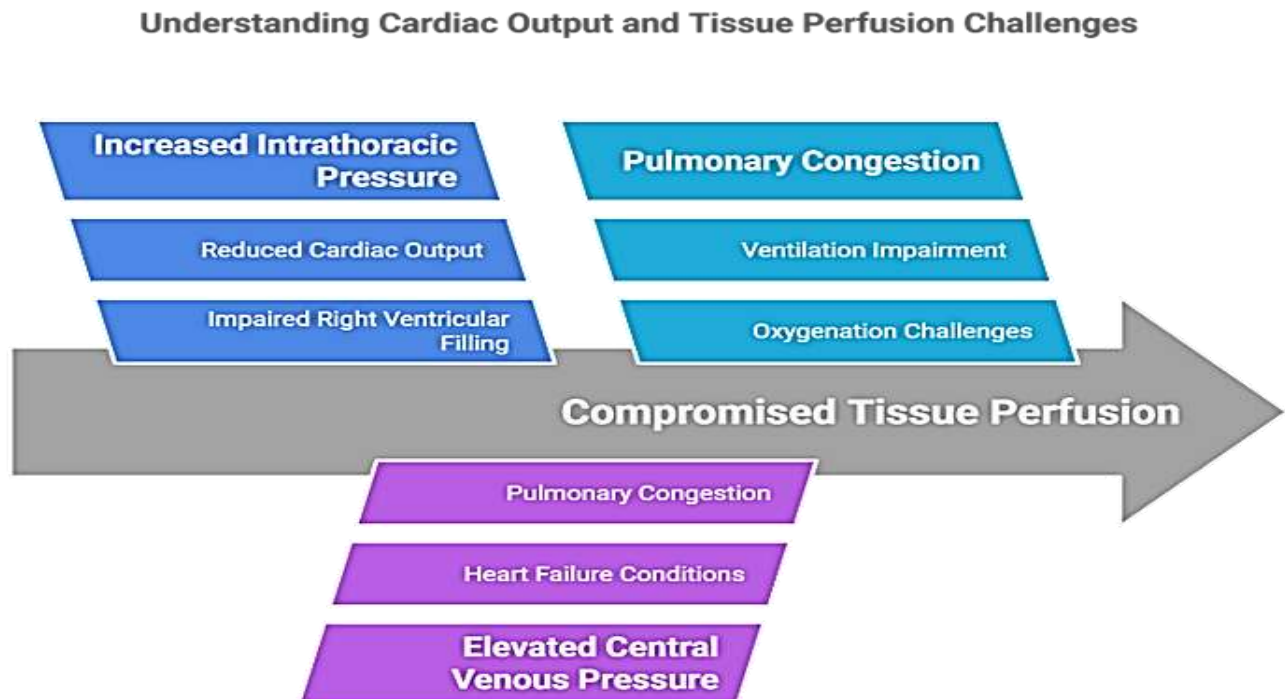 Understanding Cardiac Output and Tissue Perfusion Challenges
Increased Intrathoracic
Pressure
Reduced Cardiac Output
Impaired Right Ventricular
Filling
Pulmonary Congestion
Ventilation Impairment
Oxygenation Challenges
Compromised Tissue Perfusion
Pulmonary Congestion
Heart Failure Conditions
Elevated Central
Venous Pressure